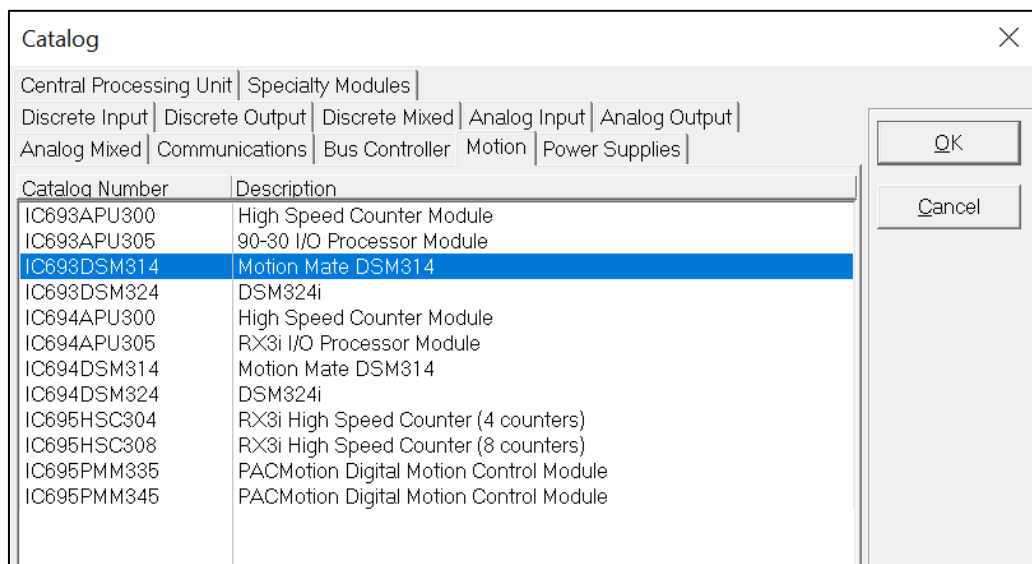 Catalog
Central Processing Unit Specialty Modules
Discrete Input Discrete Output Discrete Mixed Analog Input Analog Output
Analog Mixed Communications Bus Controller Motion Power Supplies
OK
Cancel
Catalog Number Description
IC693APU300 High Speed Counter Module
IC693APU305 90-30 I/O Processor Module
IC693DSM314 Motion Mate DSM314
IC693DSM324 DSM324i
IC694APU300 High Speed Counter Module
IC694APU305 RX3i I/O Processor Module
IC694DSM314 Motion Mate DSM314
IC694DSM324 DSM324i
IC695HSC304 RX3i High Speed Counter (4 counters)
IC695HSC308 RX3i High Speed Counter (8 counters)
IC695PMM335 PACMotion Digital Motion Control Module
IC695PMM345 PACMotion Digital Motion Control Module